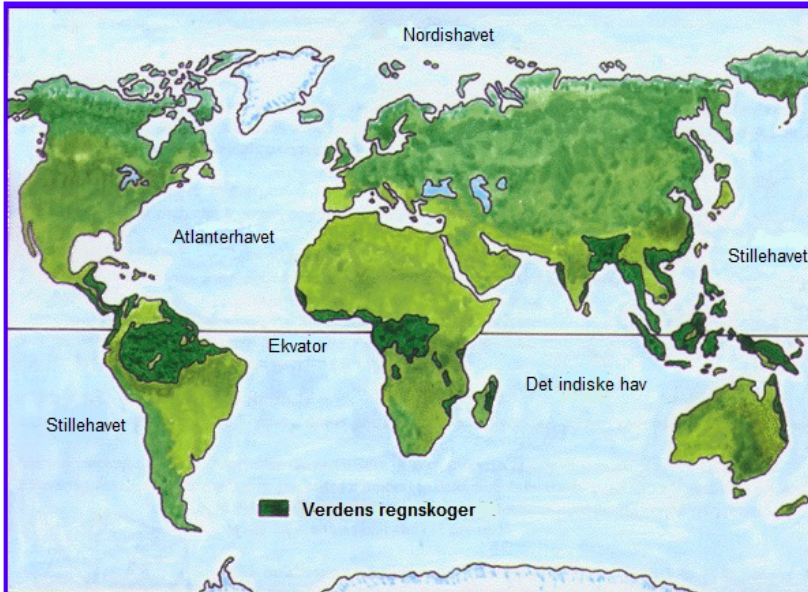 Nordishavet
Atlanterhavet
Stillehavet
Ekvator
Det indiske hav
Stillehavet
Verdens regnskoger